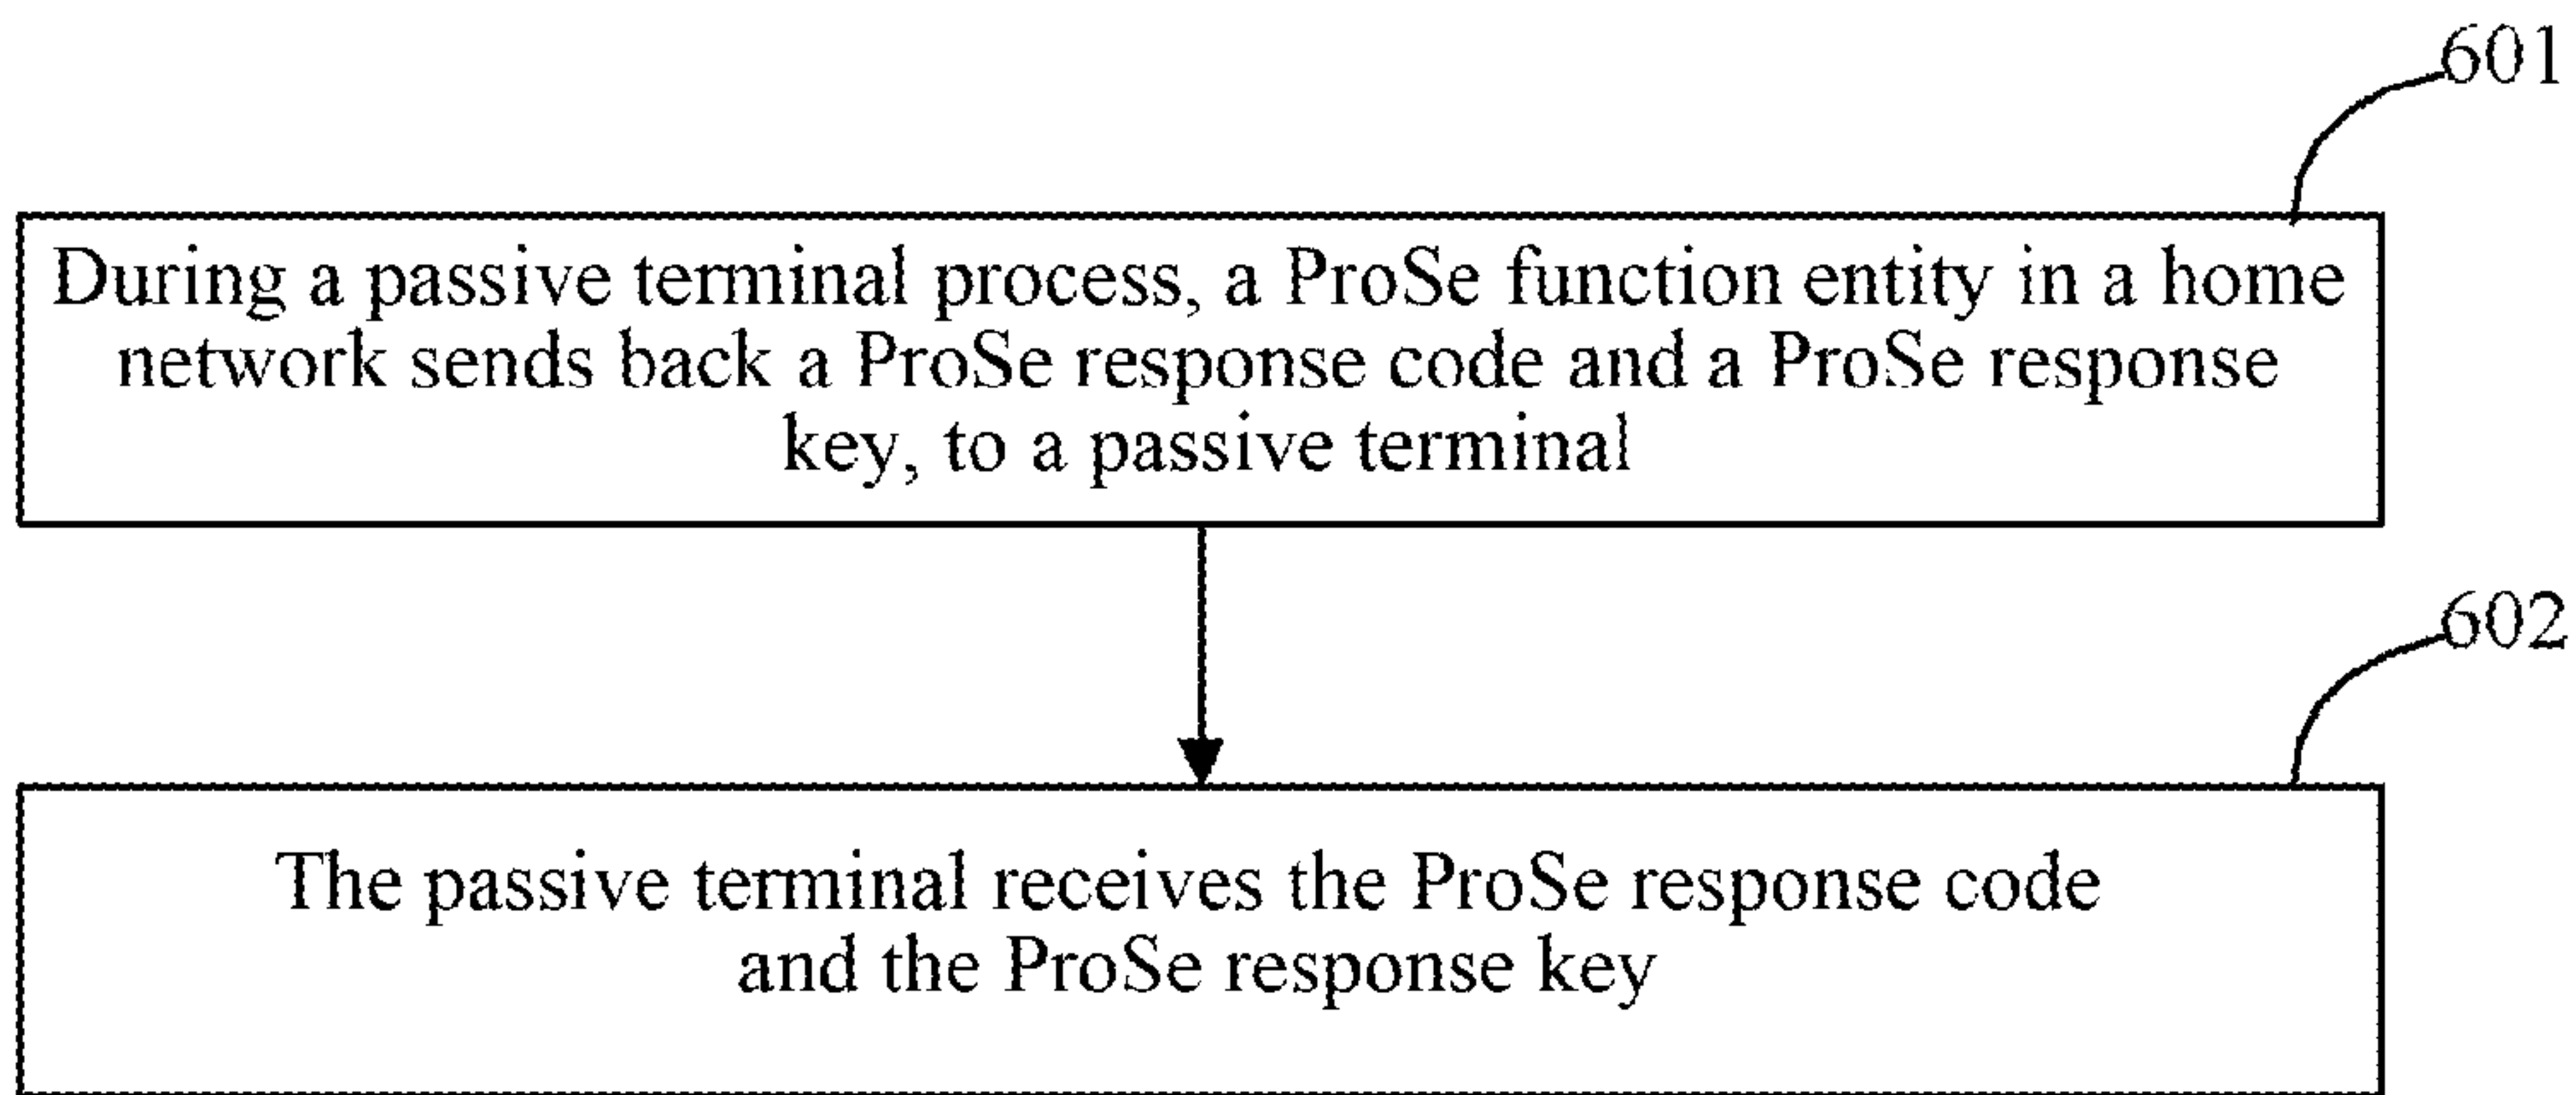 601
During a passive terminal process, a ProSe function entity in a home
network sends back a ProSe response code and a ProSe response
key, to a passive terminal
602
The passive terminal receives the ProSe response code
and the ProSe response key